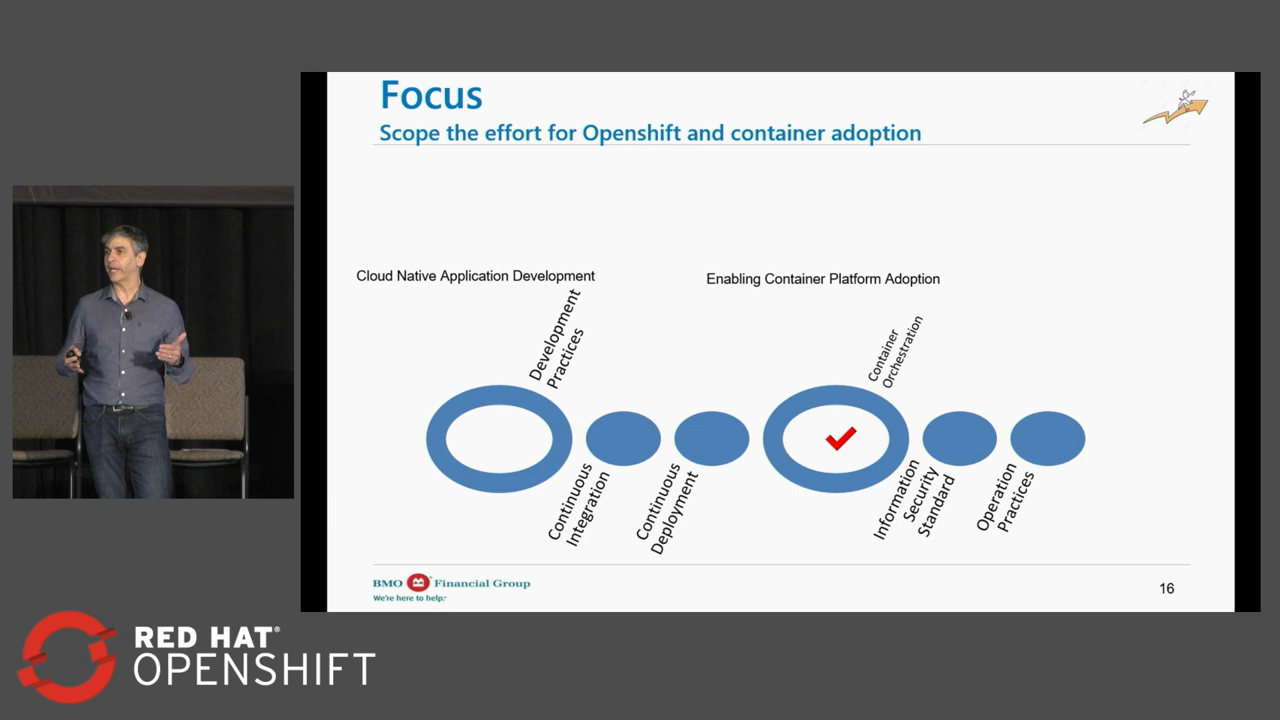 Focus
Scope the effort for Openshift and container adoption
Cloud Native Application Development
Enabling Container Platform Adoption
Development
Practices
Container
Orchestration
Continuous
Integration
Continuous
Deployment
Information
Security
Standard
Operation
Practices
BMO Financial Group
We're here to help.™
16
RED HAT®
OPENSHIFT